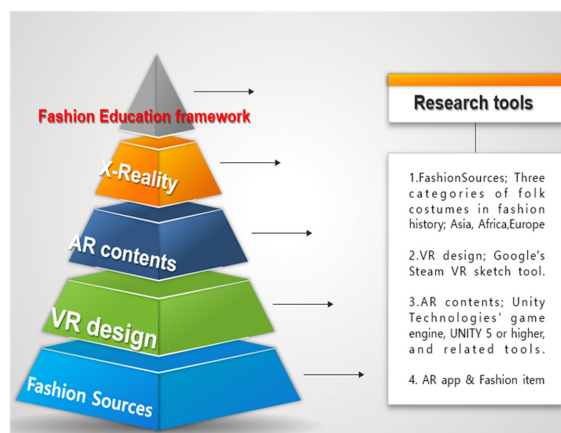 Fashion Education framework
X-Reality
AR contents
VR design
Fashion Sources
Research tools
1.FashionSources; Three
categories of folk
costumes in fashion
history; Asia, Africa,Europe
2.VR design; Google's
Steam VR sketch tool.
3.AR contents; Unity
Technologies' game
engine, UNITY 5 or higher,
and related tools.
4. AR app & Fashion item